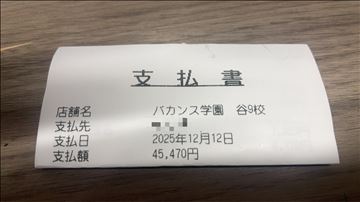 支払書
店舗名 バカンス学園 谷9校
支払先
支払日 2025年12月12日
支払額 45,470円